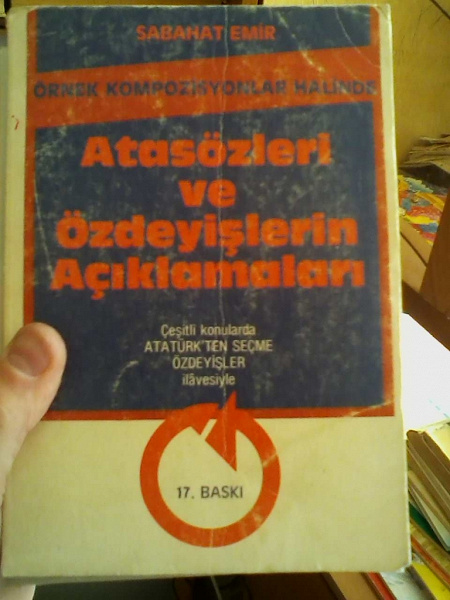 SABAHAT EMİR
ÖRNEK KOMPOZİSYONLAR HALİNDE
Atasözleri
ve
Özdeyişlerin
Açıklamaları
Çeşitli konularda
ATATÜRK'TEN SEÇME
ÖZDEYİŞLER
ilâvesiyle
17. BASKI